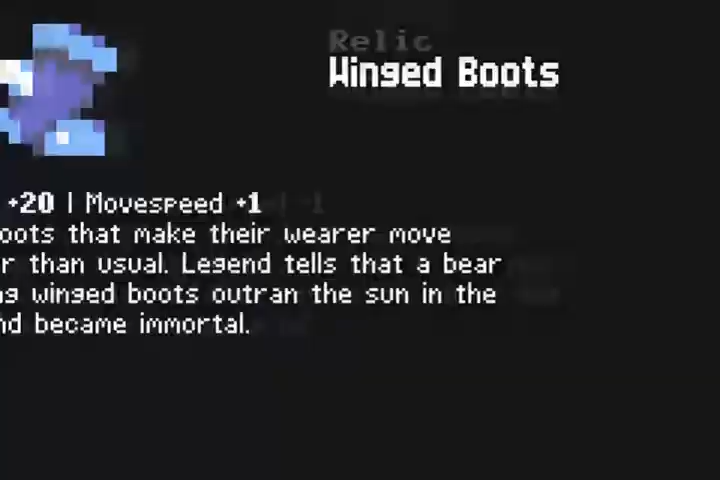 Relic
Winged Boots
+20 | Movespeed +1
oots that make their wearer move
r than usual. Legend tells that a bear
ng winged boots outran the sun in the
nd became immortal.